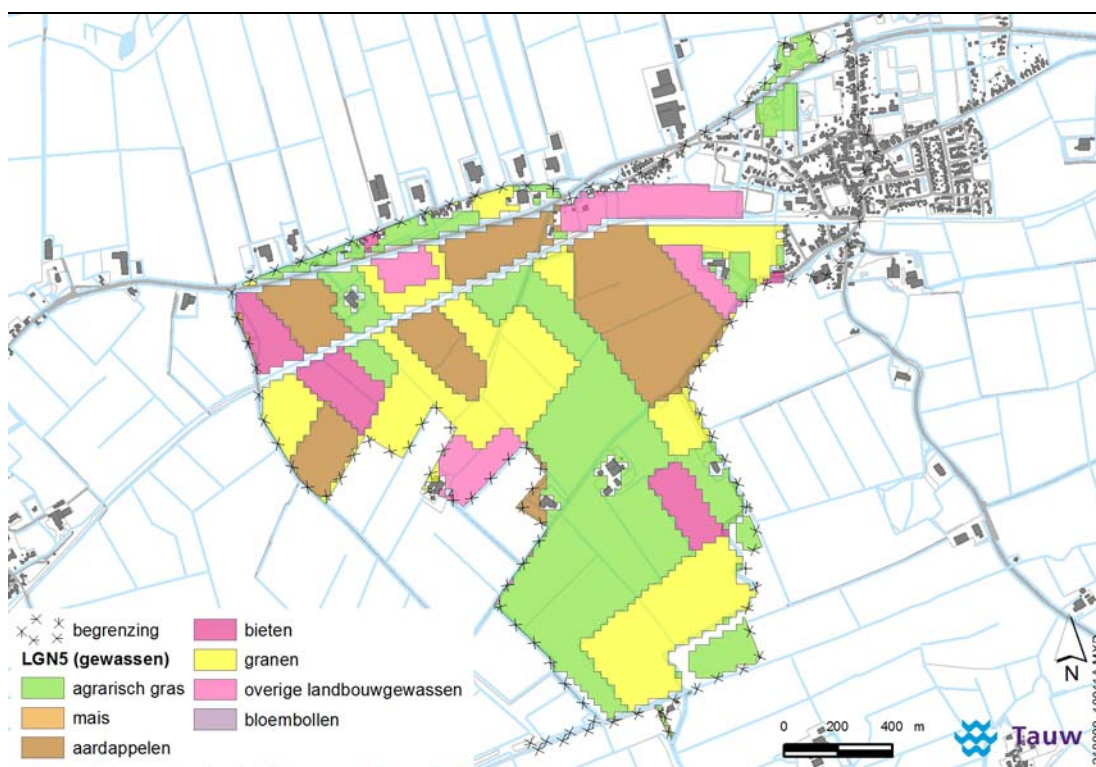 begrenzing
LGN5 (gewassen)
agrarisch gras
mais
aardappelen
bieten
granen
overige landbouwgewassen
bloembollen
N
0 200 400 m
Tauw